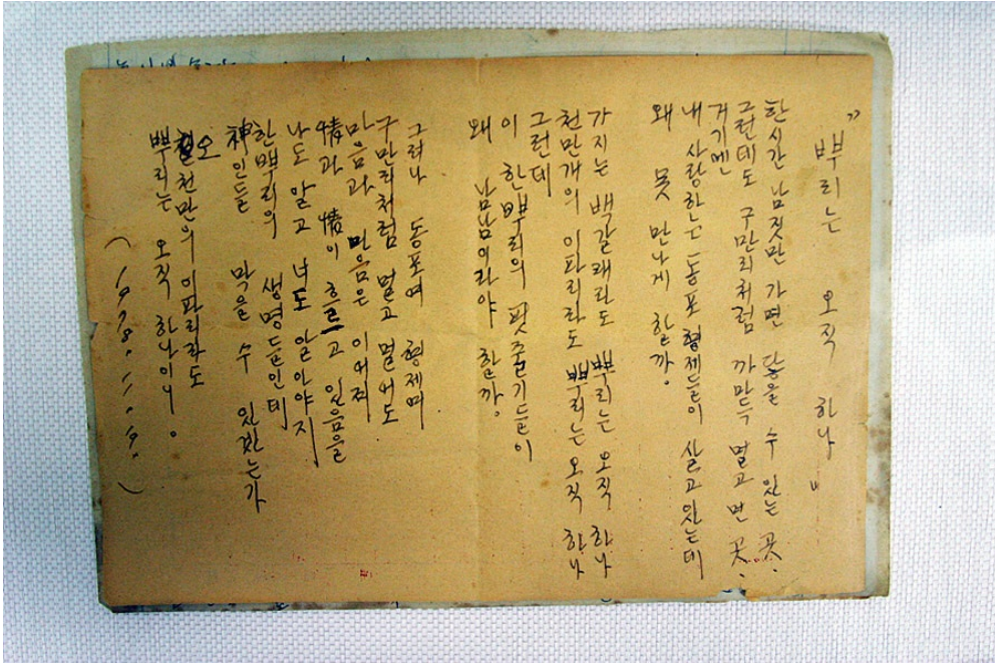 "뿌리는 오직 하나"
한시간 남짓만 가면 닿을 수 있는 곳.
그런데도 구만리처럼 까마득 멀고 먼 곳.
거기엔
내 사랑하는 동포 형제들이 살고 있는데
왜 못 만나게 할까.
가지는 백갈래라도 뿌리는 오직 하나
천만개의 이파리라도 뿌리는 오직 하나
그런데
이 한뿌리의 핏줄기들이
왜 남남이라야 할까.
그러나 동포여 형제여
구만리처럼 멀고 멀어도
마음과 믿음은 이어져
情과 情이 흐르고 있음을
나도 알고 너도 알아야지
한뿌리의 생명들인데
神인들 막을 수 있겠는가
오
천만의 이파리라도
뿌리는 오직 하나이니.